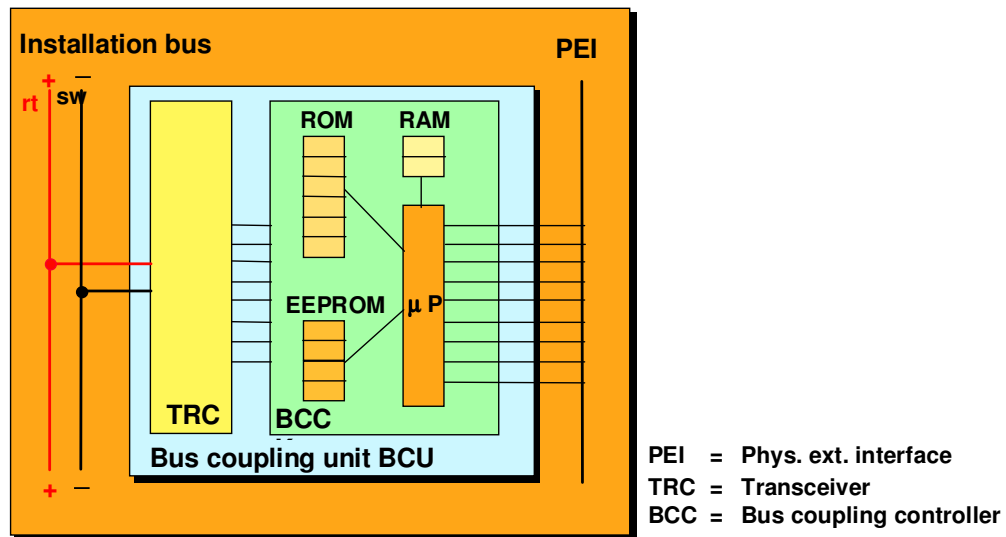 Installation bus
PEI
+ –
rt sw
ROM RAM
EEPROM
μ P
TRC
BCC
Bus coupling unit BCU
+ –
PEI = Phys. ext. interface
TRC = Transceiver
BCC = Bus coupling controller